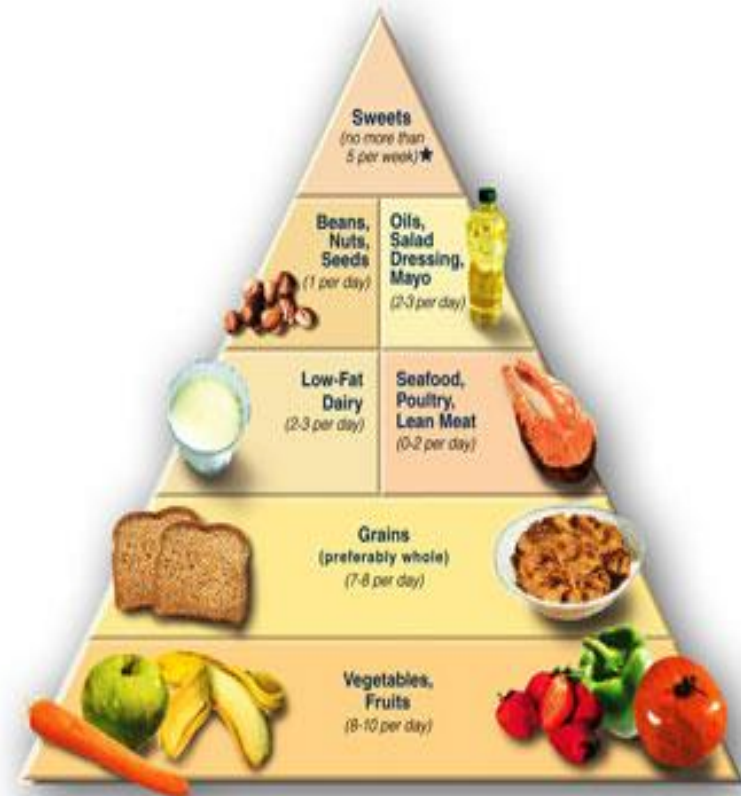 Sweets
(no more than
5 per week)★
Beans,
Nuts,
Seeds
(1 per day)
Oils,
Salad
Dressing,
Mayo
(2-3 per day)
Low-Fat
Dairy
(2-3 per day)
Seafood,
Poultry,
Lean Meat
(0-2 per day)
Grains
(preferably whole)
(7-8 per day)
Vegetables,
Fruits
(8-10 per day)